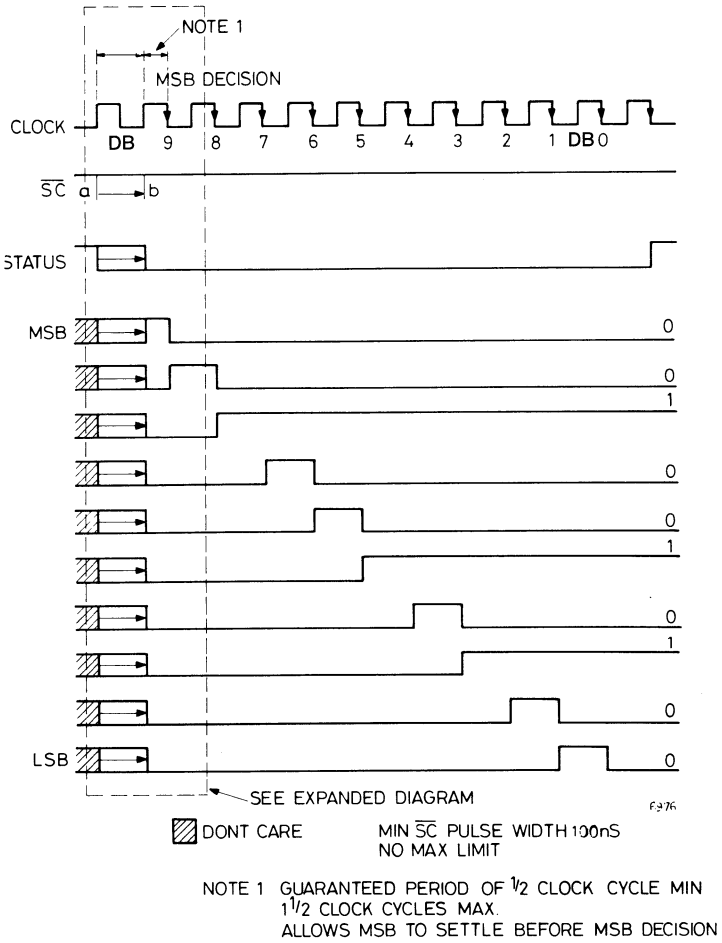 NOTE 1
MSB DECISION
CLOCK
DB 9 8 7 6 5 4 3 2 1 DB0
SC a b
STATUS
MSB 0
0
1
0
0
1
0
1
0
LSB 0
SEE EXPANDED DIAGRAM
6976
DONT CARE
MIN SC PULSE WIDTH 100nS
NO MAX LIMIT
NOTE 1 GUARANTEED PERIOD OF 1/2 CLOCK CYCLE MIN
1 1/2 CLOCK CYCLES MAX.
ALLOWS MSB TO SETTLE BEFORE MSB DECISION